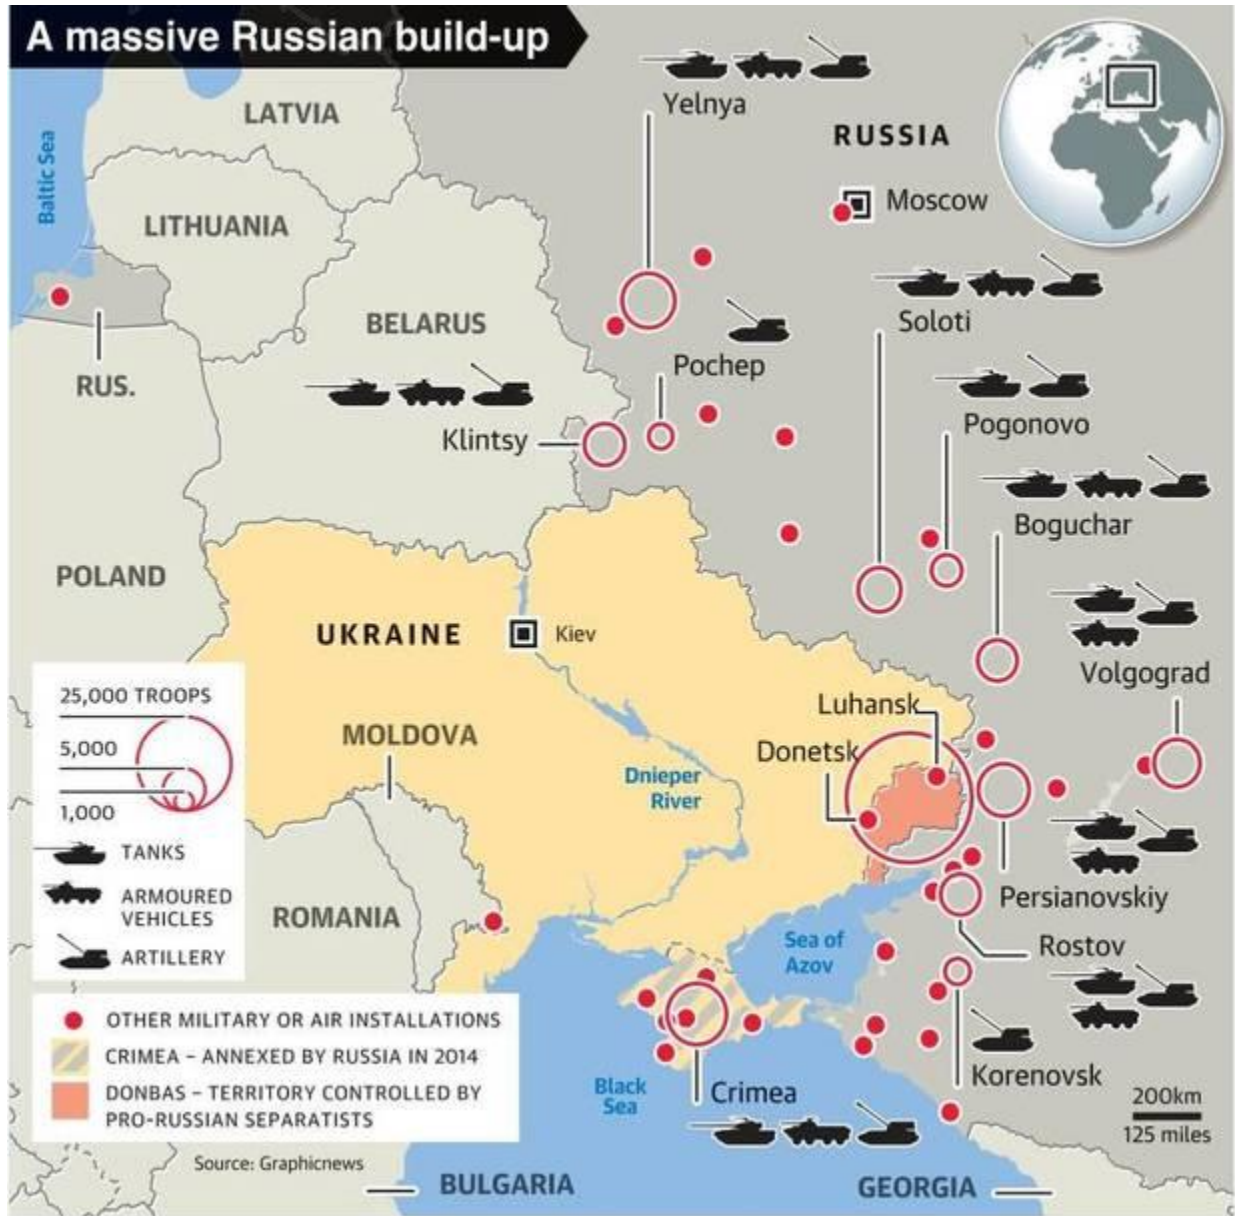 A massive Russian build-up
Yelnya
LATVIA
RUSSIA
Baltic Sea
Moscow
LITHUANIA
Soloti
BELARUS
Pochep
RUS.
Pogonovo
Klintsy
Boguchar
POLAND
UKRAINE
Kiev
Volgograd
25,000 TROOPS
5,000
1,000
TANKS
ARMOURED
VEHICLES
ARTILLERY
Luhansk
MOLDOVA
Donetsk
Dnieper
River
Persianovskiy
ROMANIA
Sea of
Azov
Rostov
OTHER MILITARY OR AIR INSTALLATIONS
CRIMEA – ANNEXED BY RUSSIA IN 2014
DONBAS – TERRITORY CONTROLLED BY
PRO-RUSSIAN SEPARATISTS
Black
Sea
Crimea
Korenovsk
200km
125 miles
Source: Graphicnews
BULGARIA
GEORGIA